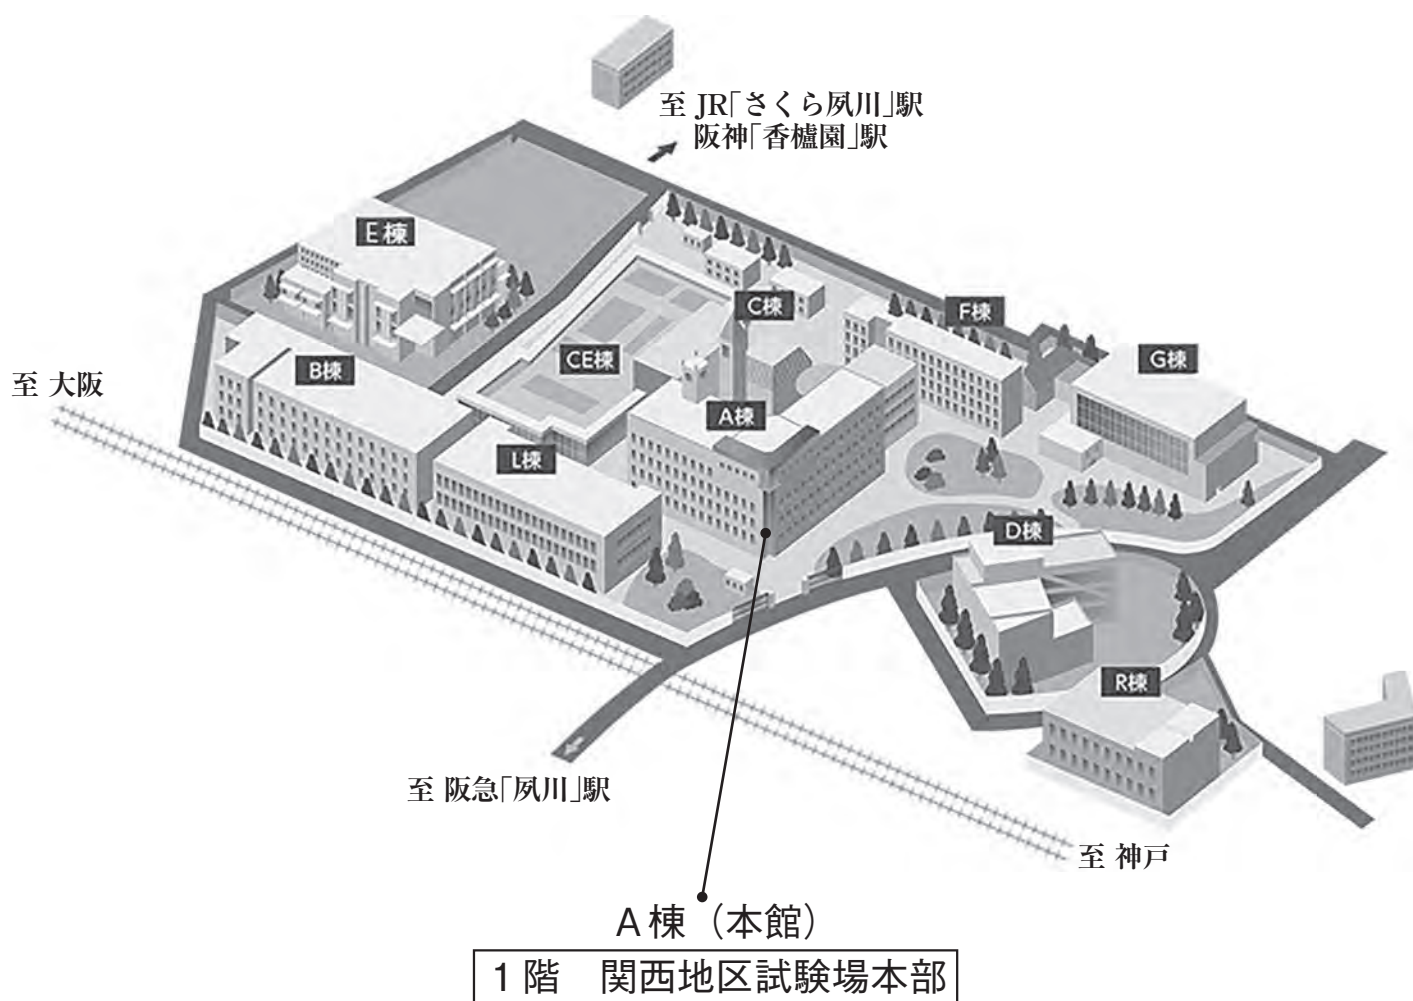 至 JR「さくら夙川」駅
阪神「香櫨園」駅
E棟
C棟
F棟
CE棟
G棟
B棟
至 大阪
A棟
L棟
D棟
R棟
至 阪急「夙川」駅
至 神戸
A棟（本館）
1階　関西地区試験場本部